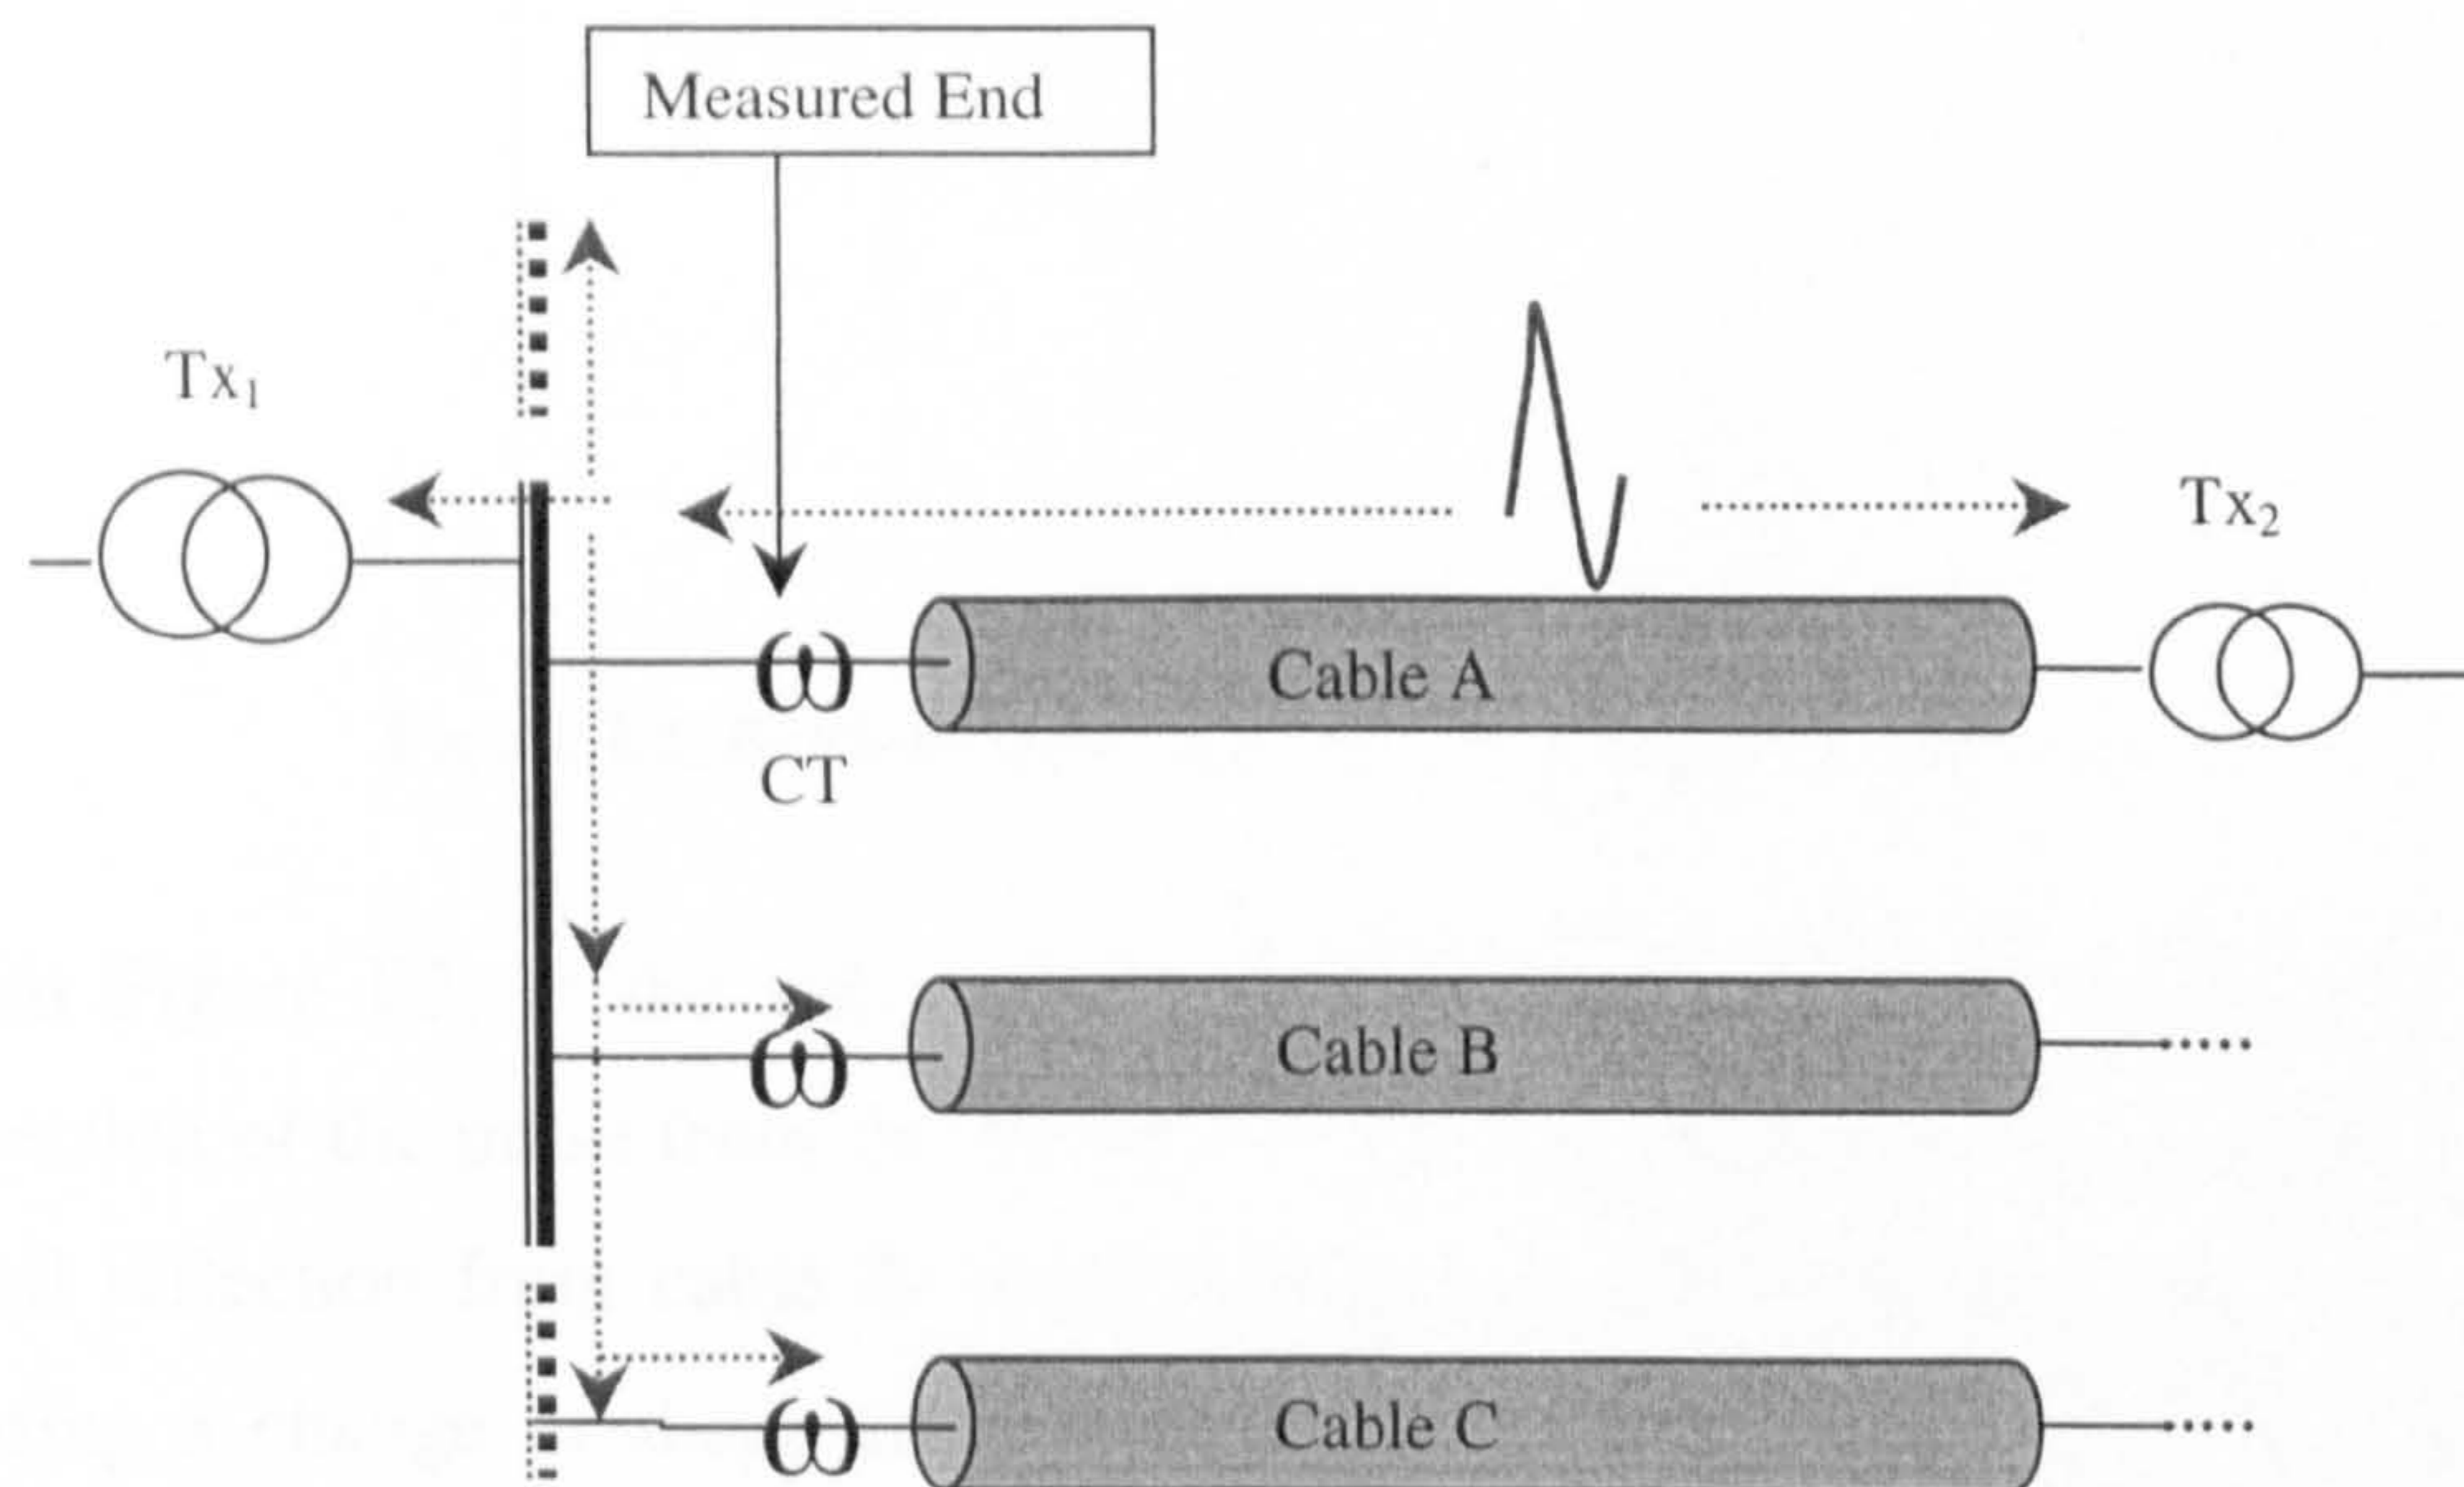 Measured End
Tx₁
Tx₂
Cable A
CT
Cable B
Cable C